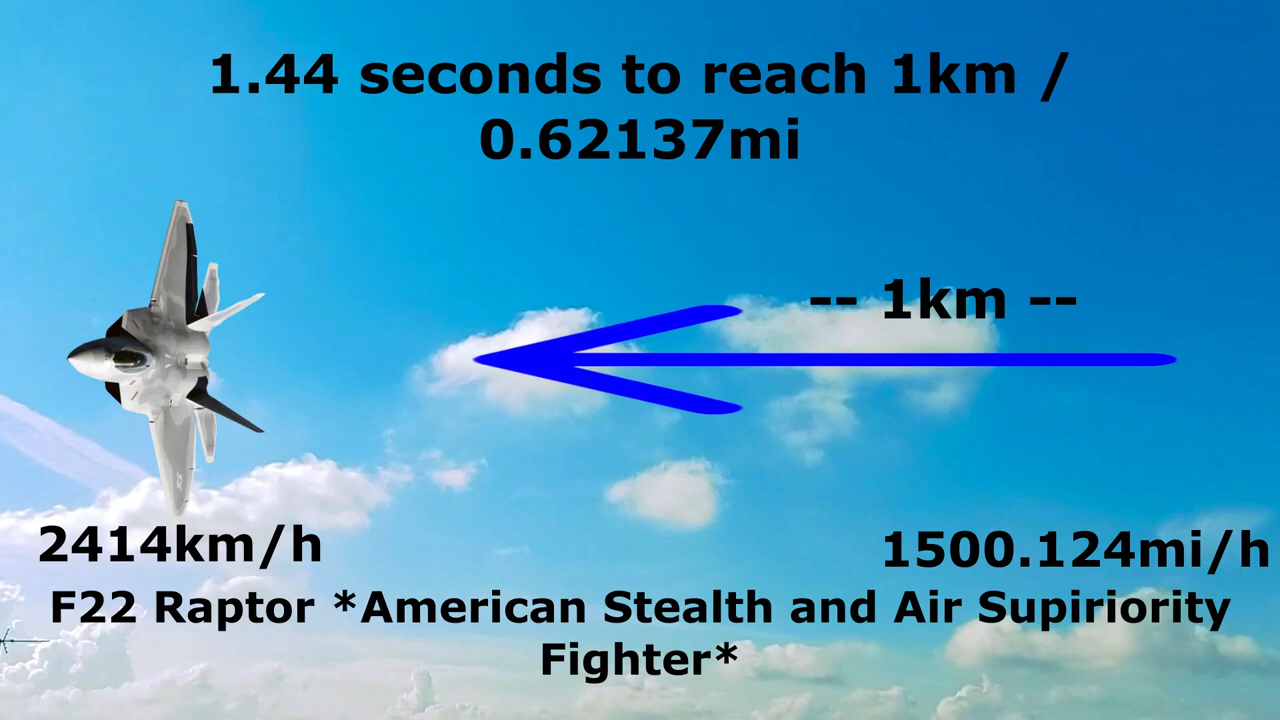 1.44 seconds to reach 1km /
0.62137mi
-- 1km --
2414km/h
1500.124mi/h
F22 Raptor *American Stealth and Air Supiriority
Fighter*